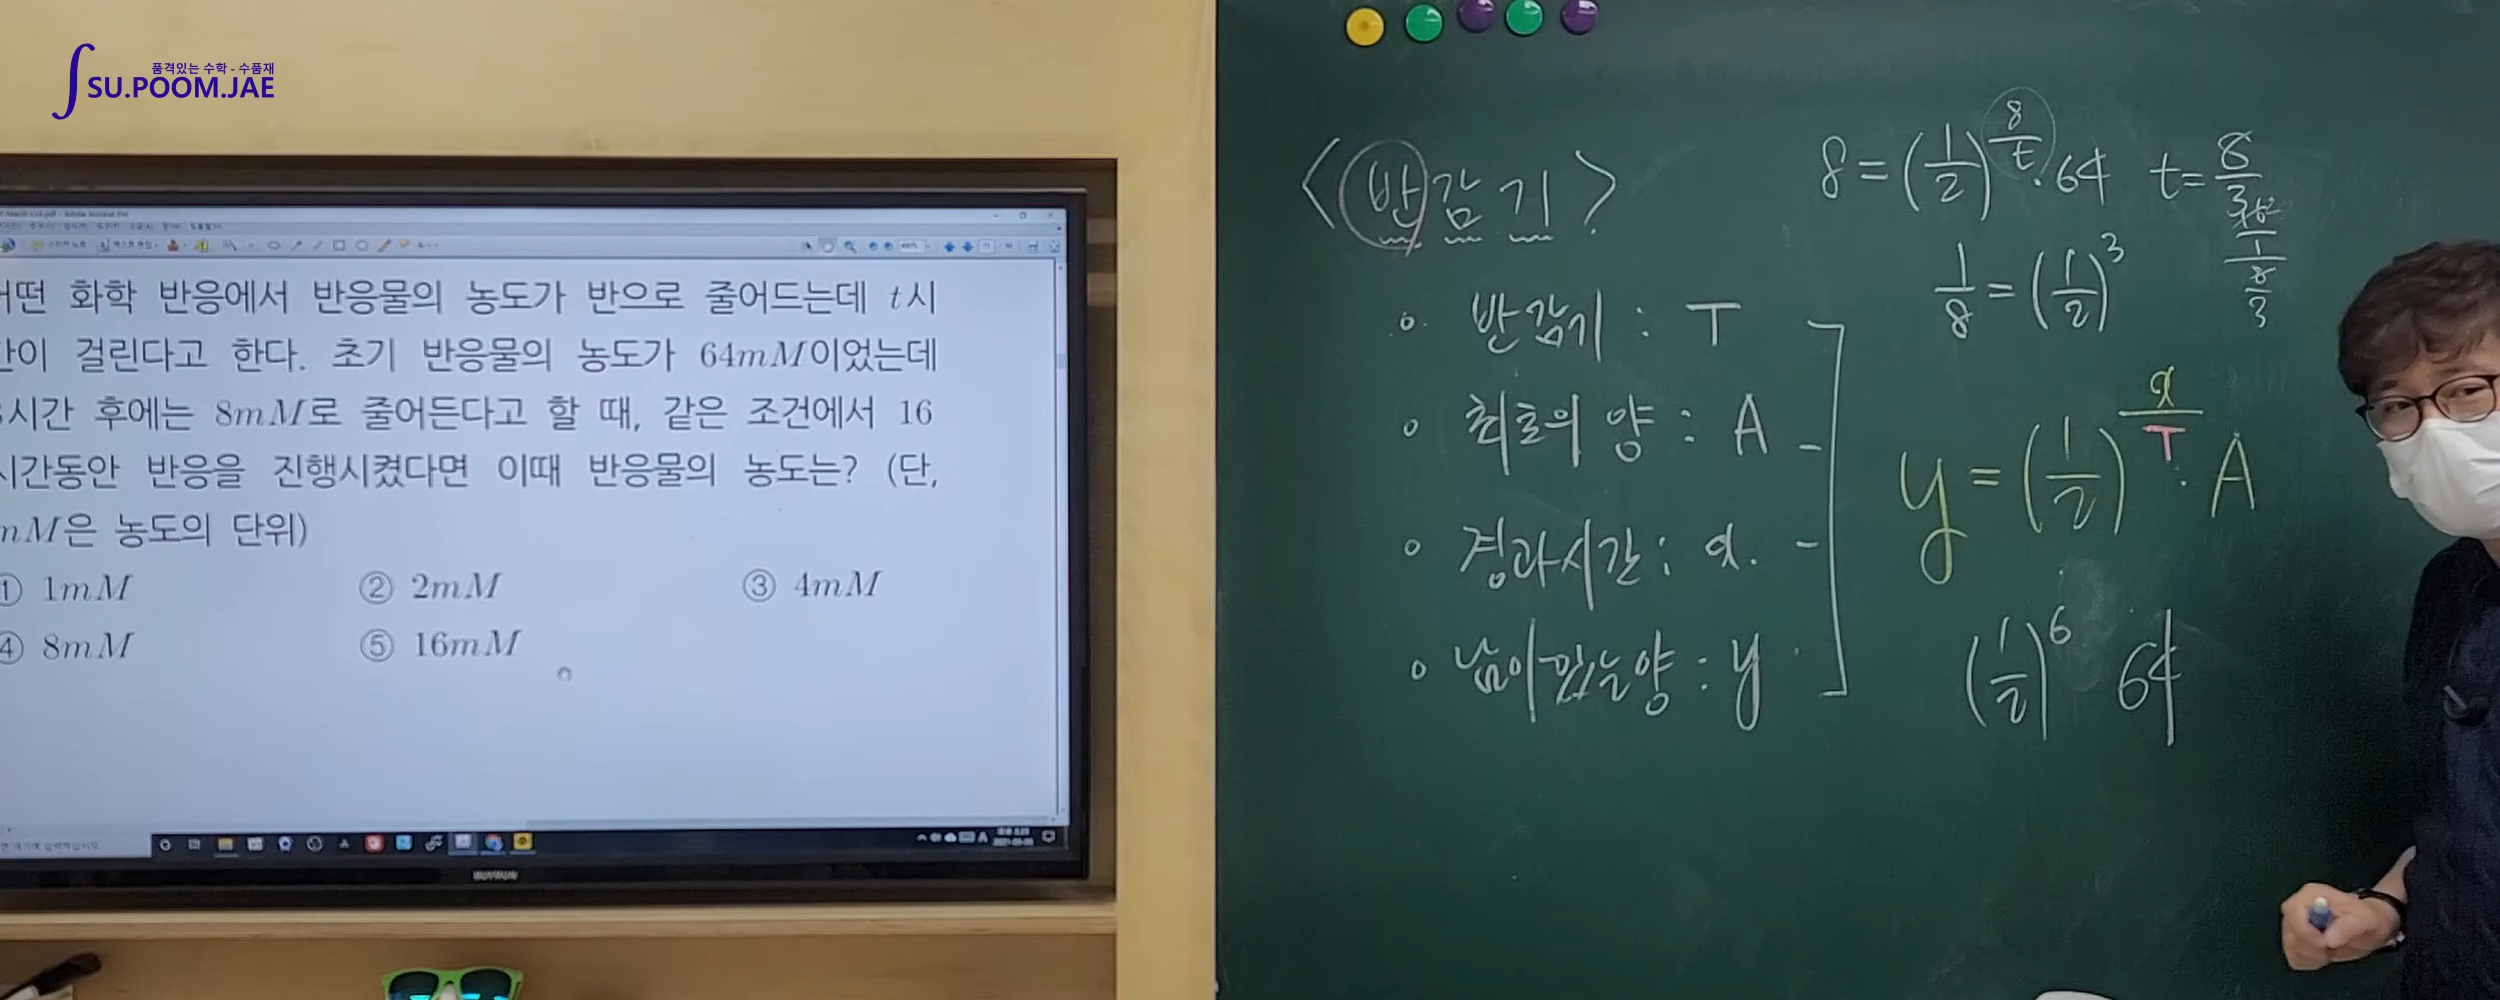 품격있는 수학 - 수품재
SU.POOM.JAE
어떤 화학 반응에서 반응물의 농도가 반으로 줄어드는데 t시
간이 걸린다고 한다. 초기 반응물의 농도가 64mM이었는데
8시간 후에는 8mM로 줄어든다고 할 때, 같은 조건에서 16
시간동안 반응을 진행시켰다면 이때 반응물의 농도는? (단,
mM은 농도의 단위)
① 1mM ② 2mM ③ 4mM
④ 8mM ⑤ 16mM
<반감기>
∘ 반감기 : T
∘ 최초의 양 : A
∘ 경과시간 : x.
∘ 남아있는양 : y
8 = (1/2)^(8/t) · 64 t = 8/3
1/8 = (1/2)^3
y = (1/2)^(x/T) · A
(1/2)^6 64